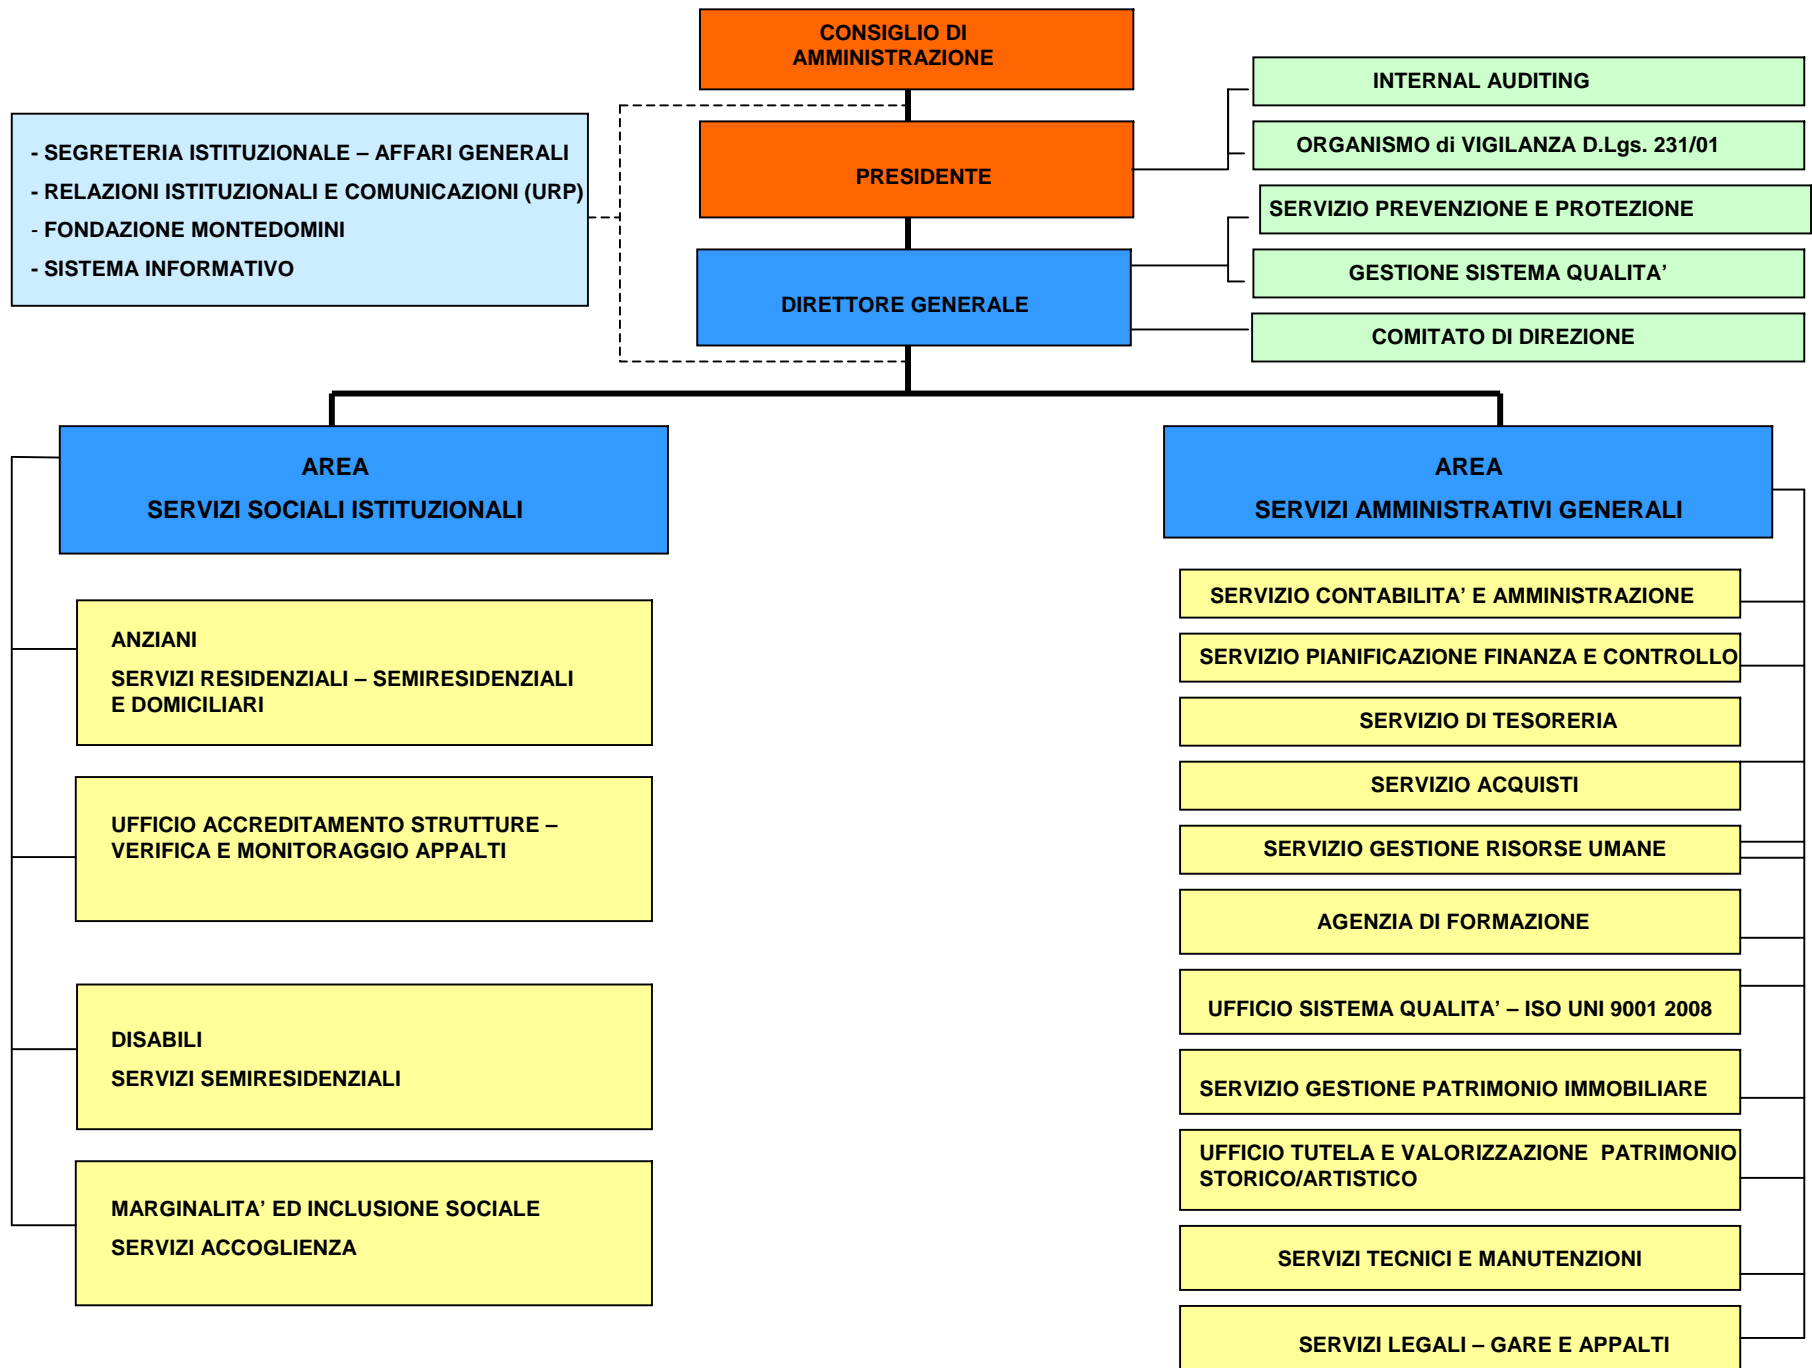 CONSIGLIO DI
AMMINISTRAZIONE
INTERNAL AUDITING
ORGANISMO di VIGILANZA D.Lgs. 231/01
- SEGRETERIA ISTITUZIONALE – AFFARI GENERALI
- RELAZIONI ISTITUZIONALI E COMUNICAZIONI (URP)
- FONDAZIONE MONTEDOMINI
- SISTEMA INFORMATIVO
PRESIDENTE
SERVIZIO PREVENZIONE E PROTEZIONE
GESTIONE SISTEMA QUALITA’
DIRETTORE GENERALE
COMITATO DI DIREZIONE
AREA
SERVIZI SOCIALI ISTITUZIONALI
ANZIANI
SERVIZI RESIDENZIALI – SEMIRESIDENZIALI
E DOMICILIARI
UFFICIO ACCREDITAMENTO STRUTTURE –
VERIFICA E MONITORAGGIO APPALTI
DISABILI
SERVIZI SEMIRESIDENZIALI
MARGINALITA’ ED INCLUSIONE SOCIALE
SERVIZI ACCOGLIENZA
AREA
SERVIZI AMMINISTRATIVI GENERALI
SERVIZIO CONTABILITA’ E AMMINISTRAZIONE
SERVIZIO PIANIFICAZIONE FINANZA E CONTROLLO
SERVIZIO DI TESORERIA
SERVIZIO ACQUISTI
SERVIZIO GESTIONE RISORSE UMANE
AGENZIA DI FORMAZIONE
UFFICIO SISTEMA QUALITA’ – ISO UNI 9001 2008
SERVIZIO GESTIONE PATRIMONIO IMMOBILIARE
UFFICIO TUTELA E VALORIZZAZIONE PATRIMONIO
STORICO/ARTISTICO
SERVIZI TECNICI E MANUTENZIONI
SERVIZI LEGALI – GARE E APPALTI